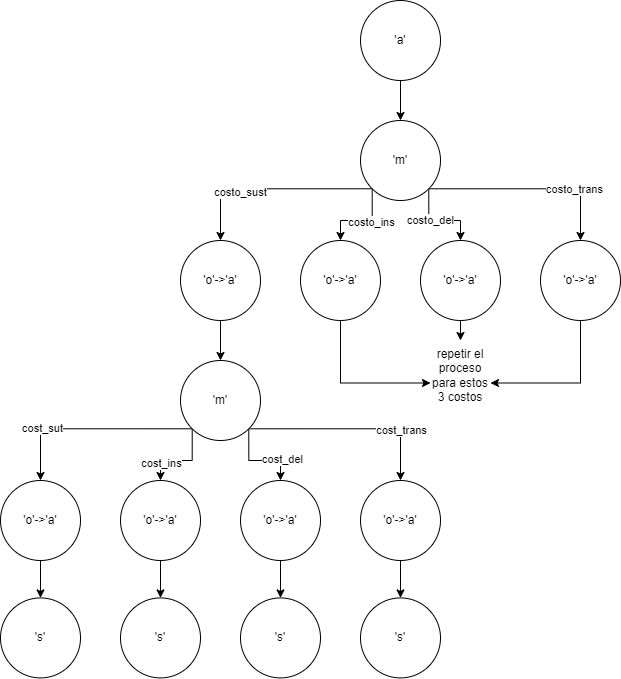 'a'
'm'
costo_sust
costo_ins
costo_del
costo_trans
'o'->'a'
'o'->'a'
'o'->'a'
'o'->'a'
repetir el
proceso
para estos
3 costos
'm'
cost_sut
cost_ins
cost_del
cost_trans
'o'->'a'
'o'->'a'
'o'->'a'
'o'->'a'
's'
's'
's'
's'